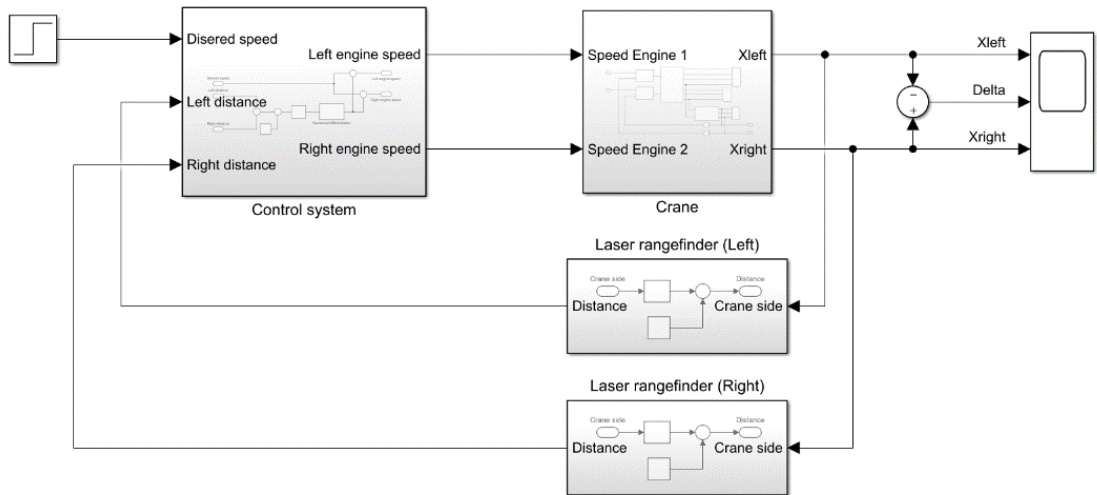 Disered speed
Left distance
Right distance
Left engine speed
Right engine speed
Control system
Speed Engine 1
Speed Engine 2
Xleft
Xright
Crane
Xleft
Delta
Xright
−
+
Laser rangefinder (Left)
Crane side
Distance
Distance
Crane side
Laser rangefinder (Right)
Crane side
Distance
Distance
Crane side